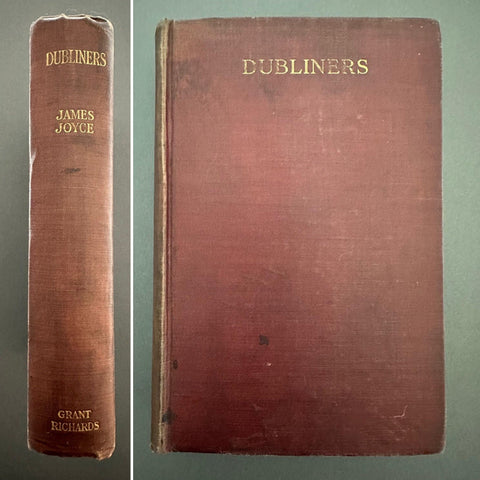 DUBLINERS
JAMES
JOYCE
GRANT
RICHARDS
DUBLINERS